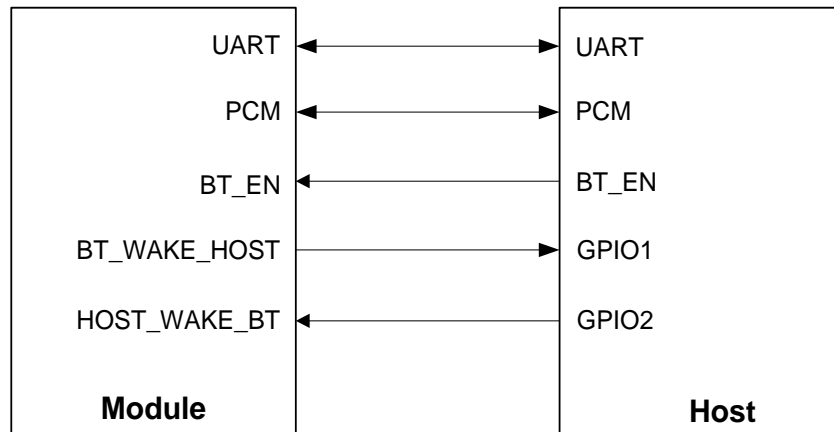 UART UART
PCM PCM
BT_EN BT_EN
BT_WAKE_HOST GPIO1
HOST_WAKE_BT GPIO2
Module Host